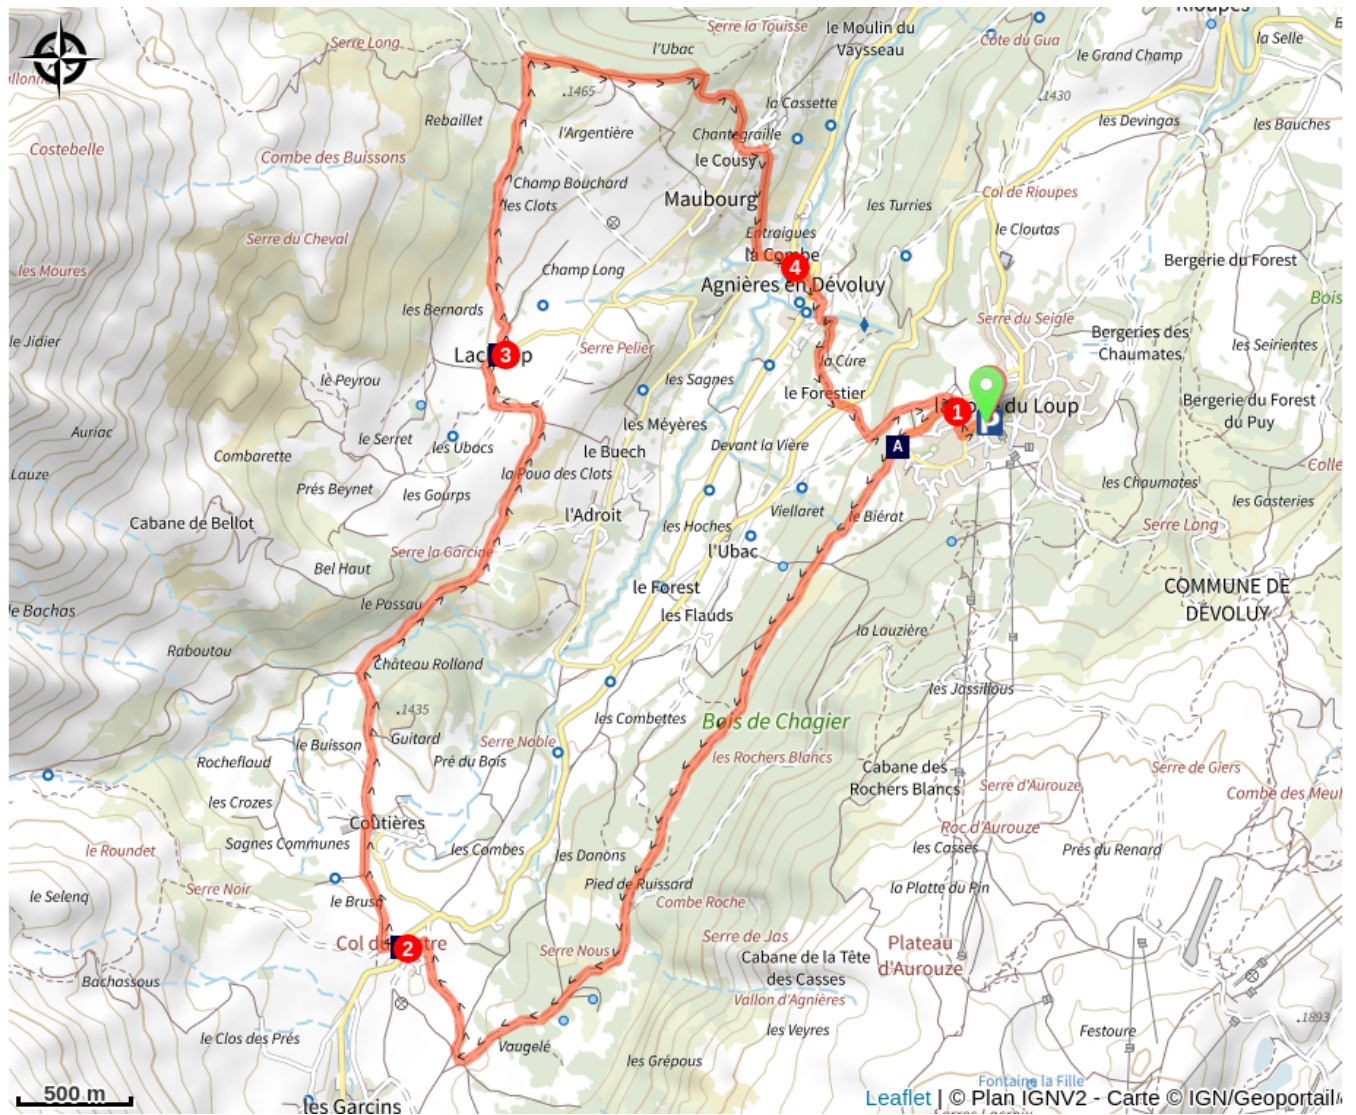 Rioupes
Serre la Touisse
la Selle
le Moulin du
Vaysseau
Serre Long
l'Ubac
Côte du Gua
le Grand Champ
.1465
.1430
la Cassette
Rebaillet
l'Argentière
Chantegraille
les Devingas
les Bauches
Costebelle
Combe des Buissons
le Cousy
Champ Bouchard
les Clots
Maubourg
Col de Rioupes
les Turries
le Cloutas
Serre du Cheval
Entraigues
la Combe
4
Bergerie du Forest
les Moures
Champ Long
Agnières en Dévoluy
Bois
les Bernards
Serre du Seigle
Bergeries des
Chaumates
le Jidier
Serre Pelier
3
la Cure
les Seirientes
le Peyrou
les Sagnes
le Forestier
1
P
Bergerie du Forest
du Puy
Auriac
le Serret
les Ubacs
les Méyères
Devant la Vière
A
Combarette
le Buech
Lauze
la Poua des Clots
les Chaumates
Prés Beynet
les Gourps
les Gasteries
Cabane de Bellot
l'Adroit
les Hoches
Viellaret
le Biérat
Serre Long
Serre la Garcine
l'Ubac
Bel Haut
le Forest
COMMUNE DE
DÉVOLUY
le Bachas
le Passau
les Flauds
la Lauzière
Raboutou
Château Rolland
les Jassillous
.1435
les Combettes
Bois de Chagier
Guitard
le Buisson
Serre Noble
Rocheflaud
Pré du Bois
les Rochers Blancs
Cabane des
Rochers Blancs
Serre de Giers
Serre d'Aurouze
les Crozes
Coutières
Roc d'Aurouze
Sagnes Communes
les Combes
les Casses
Prés du Renard
le Roundet
les Danons
Serre Noir
Pied de Ruissard
la Platte du Pin
le Selenq
le Brusq
Combe Roche
2
Serre Nous
Serre de Jas
Plateau
d'Aurouze
Cabane de la Tête
des Casses
Bachassous
Vallon d'Agnières
.1893
le Clos des Prés
Vaugelé
les Veyres
Festoure
les Grépous
Fontaine la Fille
500 m
les Garcins
Leaflet | © Plan IGNV2 - Carte © IGN/Geoportail